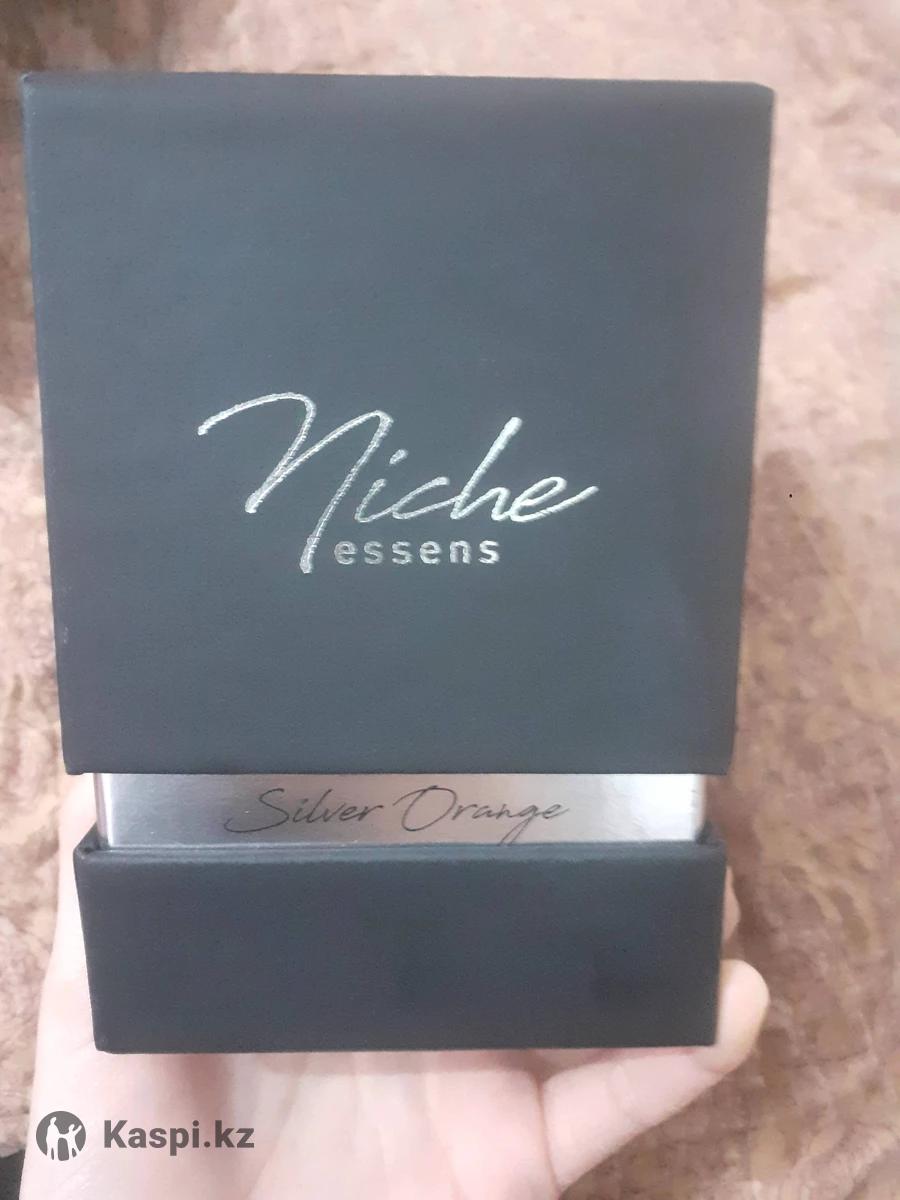 Niche
essens
Silver Orange
Kaspi.kz